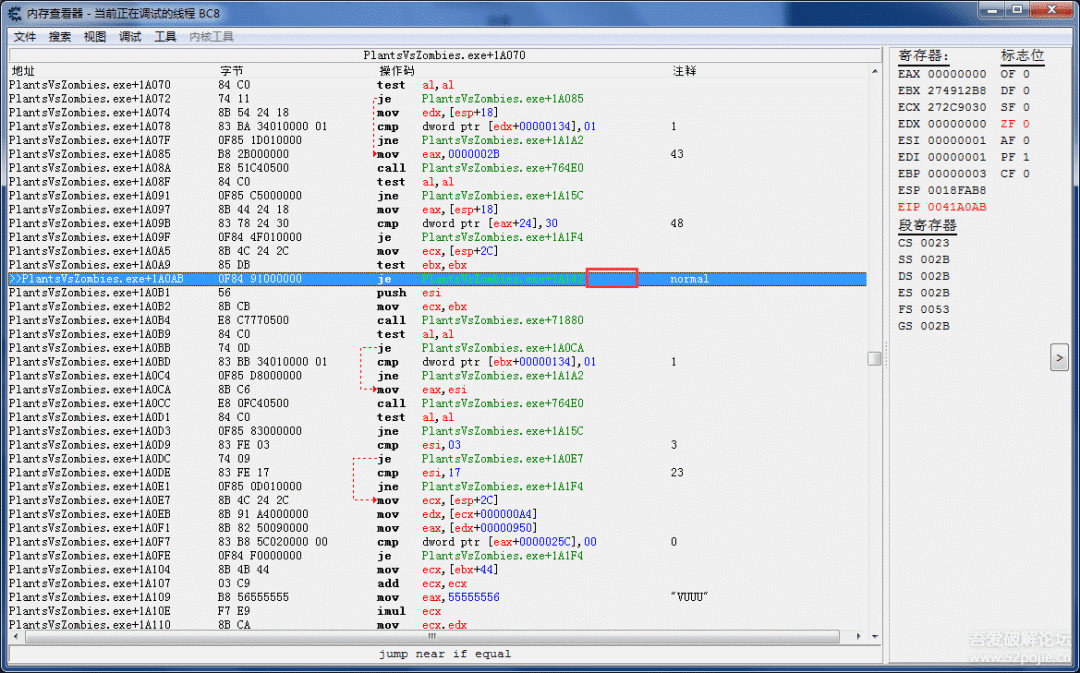 内存查看器 - 当前正在调试的线程 BC8
文件 搜索 视图 调试 工具 内核工具
PlantsVsZombies.exe+1A070
地址 字节 操作码 注释
PlantsVsZombies.exe+1A070 84 C0 test al,al
PlantsVsZombies.exe+1A072 74 11 je PlantsVsZombies.exe+1A085
PlantsVsZombies.exe+1A074 8B 54 24 18 mov edx,[esp+18]
PlantsVsZombies.exe+1A078 83 BA 34010000 01 cmp dword ptr [edx+00000134],01 1
PlantsVsZombies.exe+1A07F 0F85 1D010000 jne PlantsVsZombies.exe+1A1A2
PlantsVsZombies.exe+1A085 B8 2B000000 mov eax,0000002B 43
PlantsVsZombies.exe+1A08A E8 51C40500 call PlantsVsZombies.exe+764E0
PlantsVsZombies.exe+1A08F 84 C0 test al,al
PlantsVsZombies.exe+1A091 0F85 C5000000 jne PlantsVsZombies.exe+1A15C
PlantsVsZombies.exe+1A097 8B 44 24 18 mov eax,[esp+18]
PlantsVsZombies.exe+1A09B 83 78 24 30 cmp dword ptr [eax+24],30 48
PlantsVsZombies.exe+1A09F 0F84 4F010000 je PlantsVsZombies.exe+1A1F4
PlantsVsZombies.exe+1A0A5 8B 4C 24 2C mov ecx,[esp+2C]
PlantsVsZombies.exe+1A0A9 85 DB test ebx,ebx
>>PlantsVsZombies.exe+1A0AB 0F84 91000000 je normal
PlantsVsZombies.exe+1A0B1 56 push esi
PlantsVsZombies.exe+1A0B2 8B CB mov ecx,ebx
PlantsVsZombies.exe+1A0B4 E8 C7770500 call PlantsVsZombies.exe+71880
PlantsVsZombies.exe+1A0B9 84 C0 test al,al
PlantsVsZombies.exe+1A0BB 74 0D je PlantsVsZombies.exe+1A0CA
PlantsVsZombies.exe+1A0BD 83 BB 34010000 01 cmp dword ptr [ebx+00000134],01 1
PlantsVsZombies.exe+1A0C4 0F85 D8000000 jne PlantsVsZombies.exe+1A1A2
PlantsVsZombies.exe+1A0CA 8B C6 mov eax,esi
PlantsVsZombies.exe+1A0CC E8 0FC40500 call PlantsVsZombies.exe+764E0
PlantsVsZombies.exe+1A0D1 84 C0 test al,al
PlantsVsZombies.exe+1A0D3 0F85 83000000 jne PlantsVsZombies.exe+1A15C
PlantsVsZombies.exe+1A0D9 83 FE 03 cmp esi,03 3
PlantsVsZombies.exe+1A0DC 74 09 je PlantsVsZombies.exe+1A0E7
PlantsVsZombies.exe+1A0DE 83 FE 17 cmp esi,17 23
PlantsVsZombies.exe+1A0E1 0F85 0D010000 jne PlantsVsZombies.exe+1A1F4
PlantsVsZombies.exe+1A0E7 8B 4C 24 2C mov ecx,[esp+2C]
PlantsVsZombies.exe+1A0EB 8B 91 A4000000 mov edx,[ecx+000000A4]
PlantsVsZombies.exe+1A0F1 8B 82 50090000 mov eax,[edx+00000950]
PlantsVsZombies.exe+1A0F7 83 B8 5C020000 00 cmp dword ptr [eax+0000025C],00 0
PlantsVsZombies.exe+1A0FE 0F84 F0000000 je PlantsVsZombies.exe+1A1F4
PlantsVsZombies.exe+1A104 8B 4B 44 mov ecx,[ebx+44]
PlantsVsZombies.exe+1A107 03 C9 add ecx,ecx
PlantsVsZombies.exe+1A109 B8 56555555 mov eax,55555556 "VUUU"
PlantsVsZombies.exe+1A10E F7 E9 imul ecx
PlantsVsZombies.exe+1A110 8B CA mov ecx,edx
jump near if equal
寄存器: 标志位
EAX 00000000 OF 0
EBX 274912B8 DF 0
ECX 272C9030 SF 0
EDX 00000000 ZF 0
ESI 00000001 AF 0
EDI 00000001 PF 1
EBP 00000003 CF 0
ESP 0018FAB8
EIP 0041A0AB
段寄存器
CS 0023
SS 002B
DS 002B
ES 002B
FS 0053
GS 002B
>
吾爱破解论坛
www.52pojie.cn